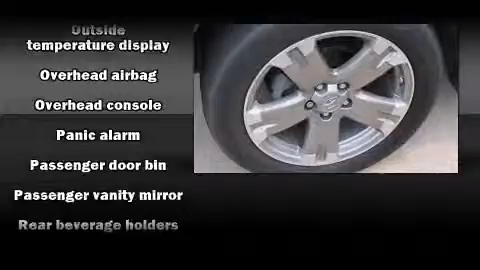 Outside
temperature display
Overhead airbag
Overhead console
Panic alarm
Passenger door bin
Passenger vanity mirror
Rear beverage holders